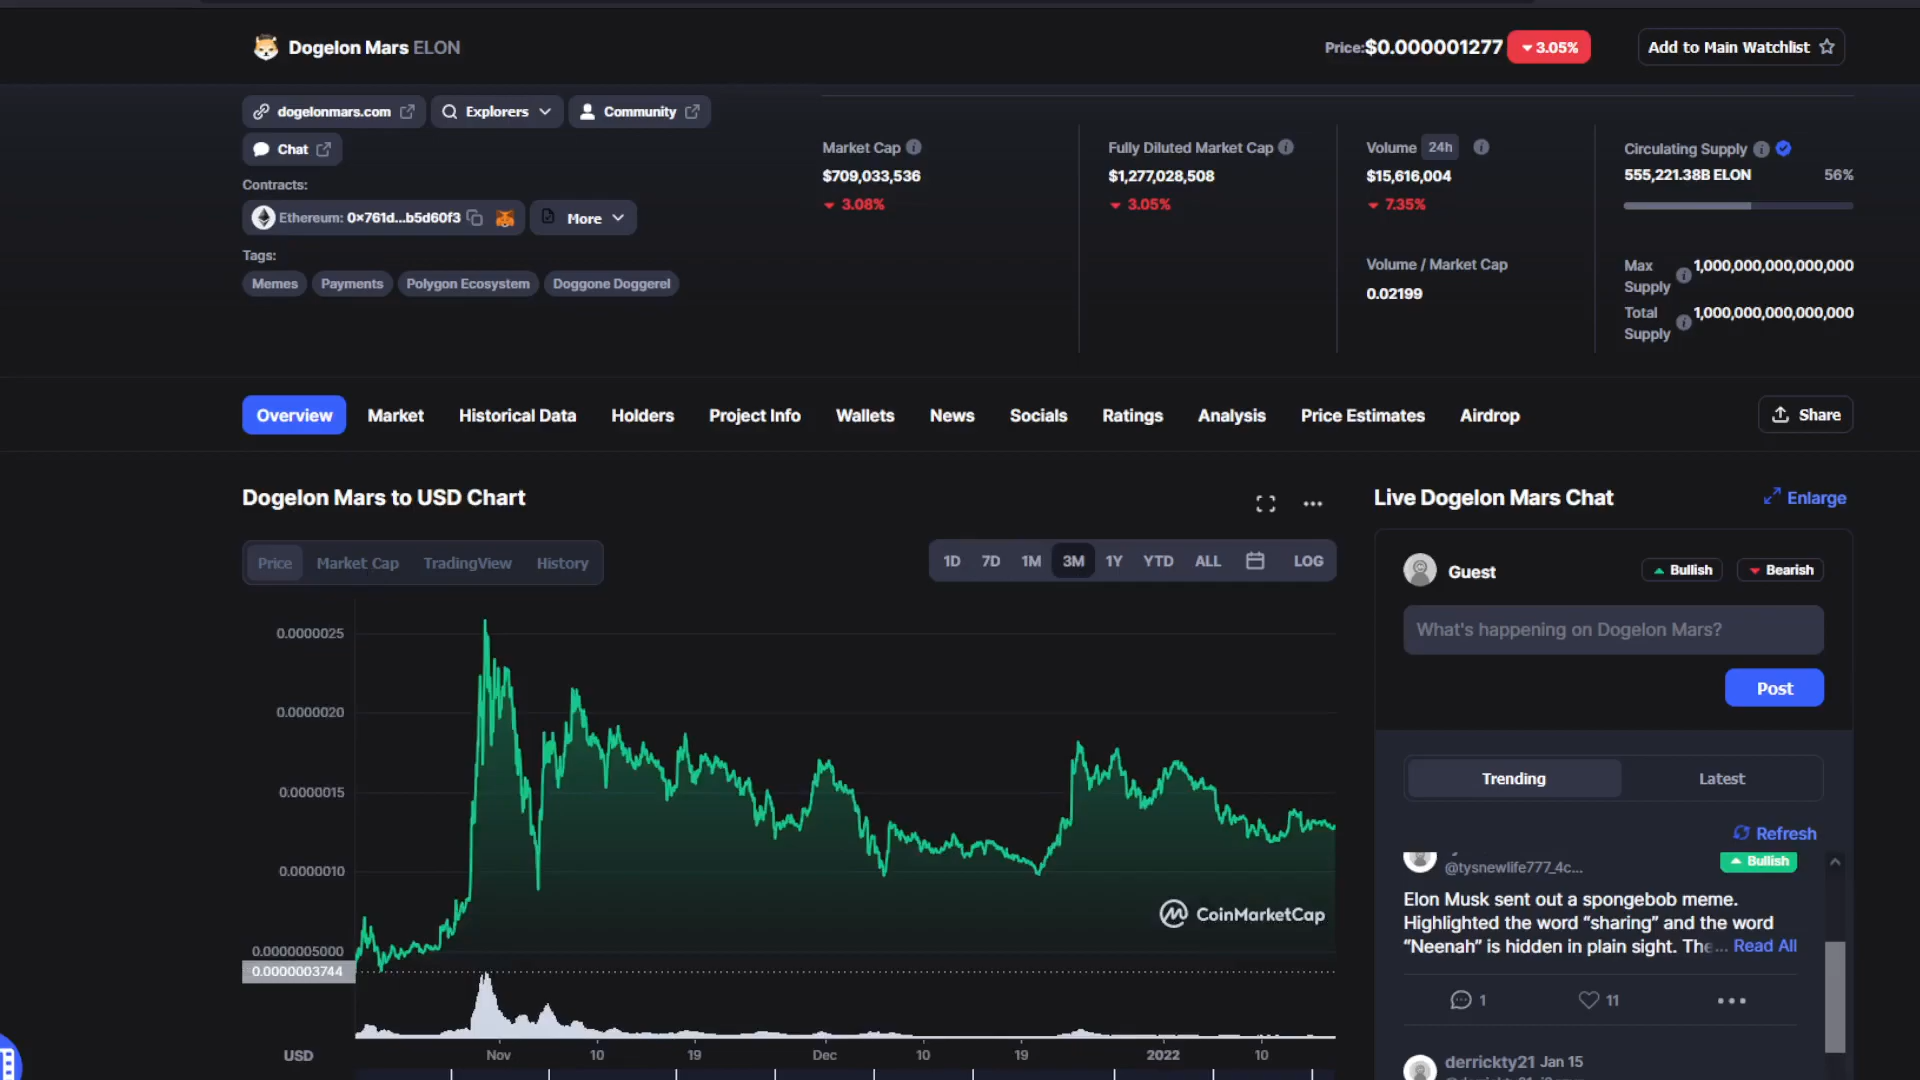 Dogelon Mars ELON
Price:$0.000001277 3.05%
Add to Main Watchlist
dogelonmars.com
Explorers
Community
Chat
Contracts:
Ethereum: 0x761d...b5d60f3
More
Tags:
Memes
Payments
Polygon Ecosystem
Doggone Doggerel
Market Cap
$709,033,536
3.08%
Fully Diluted Market Cap
$1,277,028,508
3.05%
Volume 24h
$15,616,004
7.35%
Volume / Market Cap
0.02199
Circulating Supply
555,221.38B ELON 56%
Max Supply 1,000,000,000,000,000
Total Supply 1,000,000,000,000,000
Overview
Market
Historical Data
Holders
Project Info
Wallets
News
Socials
Ratings
Analysis
Price Estimates
Airdrop
Share
Dogelon Mars to USD Chart
Price
Market Cap
TradingView
History
1D
7D
1M
3M
1Y
YTD
ALL
LOG
0.0000025
0.0000020
0.0000015
0.0000010
0.0000005000
0.0000003744
CoinMarketCap
USD
Nov
10
19
Dec
10
19
2022
10
Live Dogelon Mars Chat
Enlarge
Guest
Bullish
Bearish
What's happening on Dogelon Mars?
Post
Trending
Latest
Refresh
@tysnewlife777_4c...
Bullish
Elon Musk sent out a spongebob meme.
Highlighted the word “sharing” and the word
“Neenah” is hidden in plain sight. The... Read All
1
11
derrickty21 Jan 15